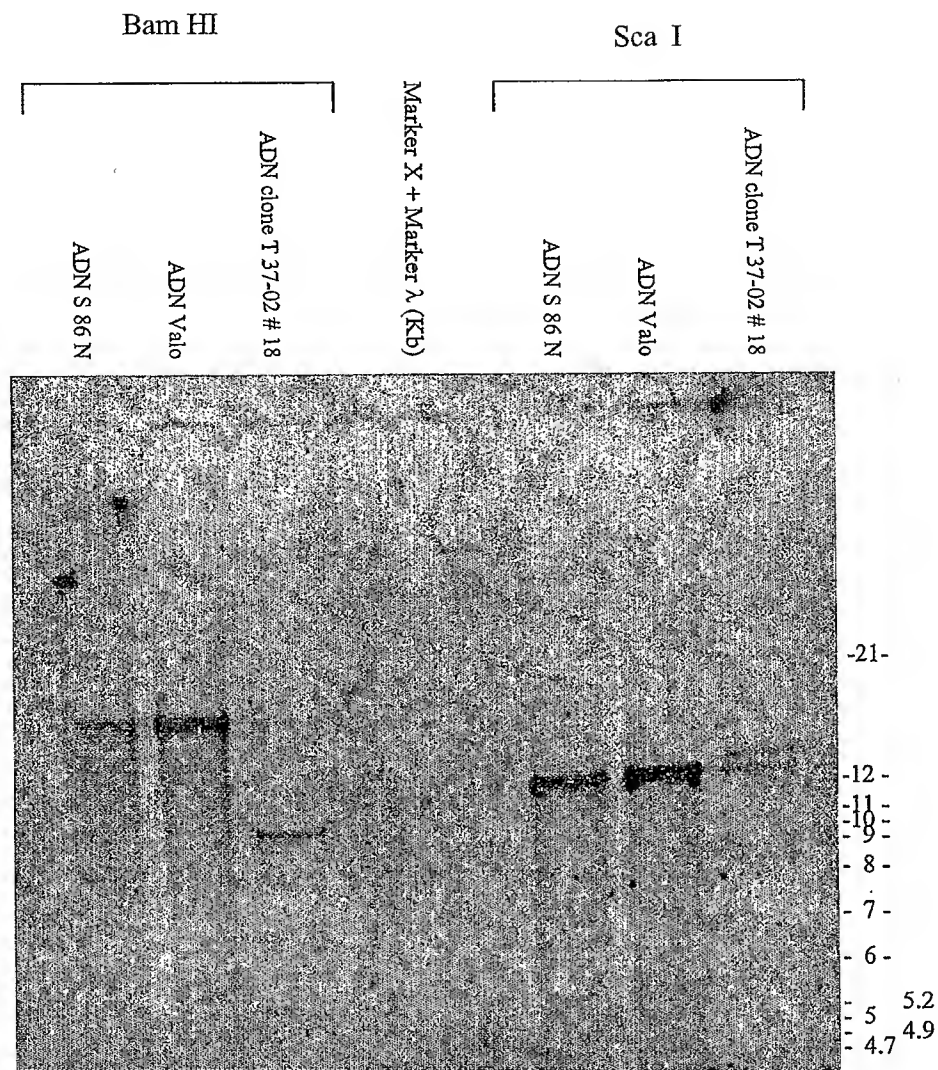 Bam HI
Sca I
ADN S 86 N
ADN Valo
ADN clone T 37-02 # 18
Marker X + Marker λ (Kb)
ADN S 86 N
ADN Valo
ADN clone T 37-02 # 18
-21-
-12 -
-11-
-10-
- 9-
- 8 -
- 7-
- 6 -
- 5.2
- 5
- 4.9
- 4.7